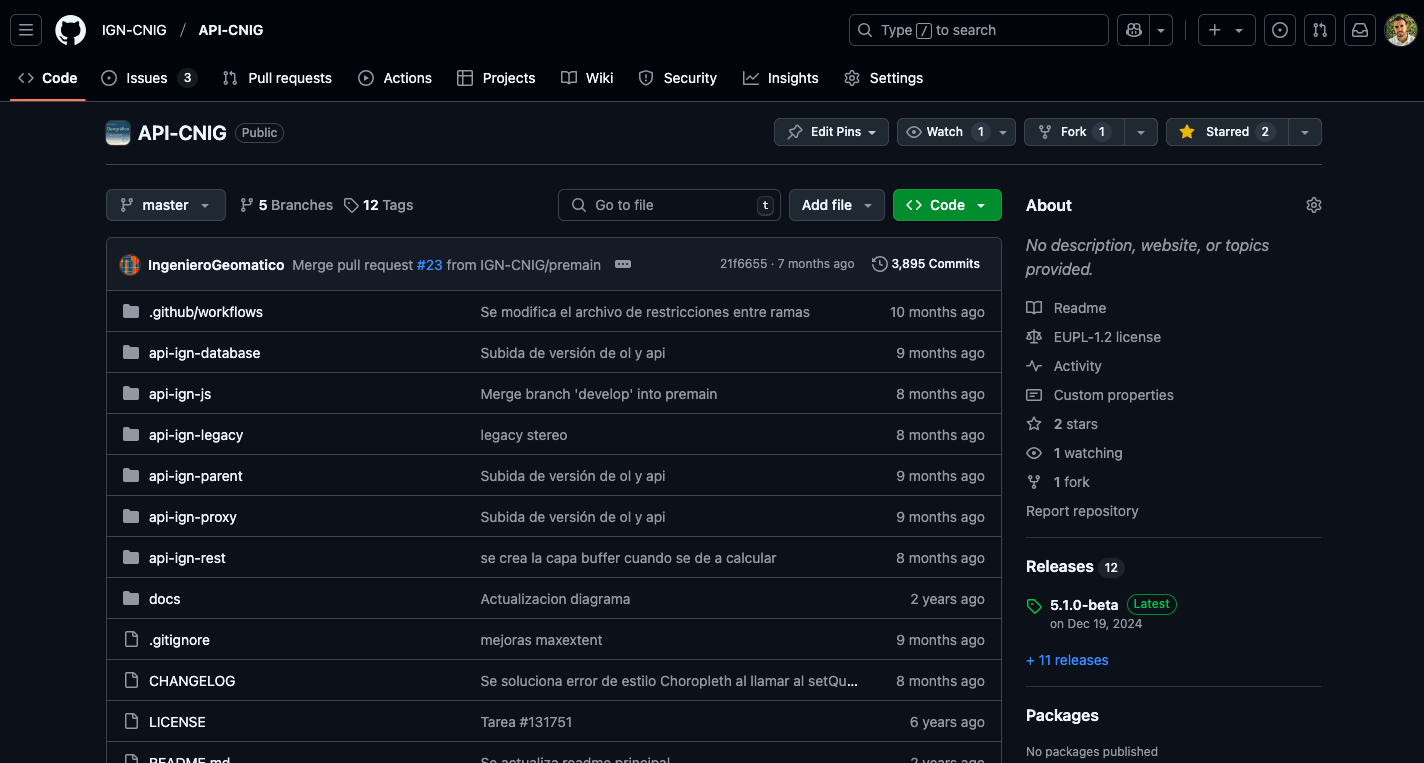 IGN-CNIG / API-CNIG
Type / to search
Code
Issues 3
Pull requests
Actions
Projects
Wiki
Security
Insights
Settings
API-CNIG Public
Edit Pins
Watch 1
Fork 1
Starred 2
master
5 Branches
12 Tags
Go to file t
Add file
Code
IngenieroGeomatico Merge pull request #23 from IGN-CNIG/premain
21f6655 · 7 months ago
3,895 Commits
.github/workflows Se modifica el archivo de restricciones entre ramas 10 months ago
api-ign-database Subida de versión de ol y api 9 months ago
api-ign-js Merge branch 'develop' into premain 8 months ago
api-ign-legacy legacy stereo 8 months ago
api-ign-parent Subida de versión de ol y api 9 months ago
api-ign-proxy Subida de versión de ol y api 9 months ago
api-ign-rest se crea la capa buffer cuando se de a calcular 8 months ago
docs Actualizacion diagrama 2 years ago
.gitignore mejoras maxextent 9 months ago
CHANGELOG Se soluciona error de estilo Choropleth al llamar al setQu... 8 months ago
LICENSE Tarea #131751 6 years ago
README.md Se actualiza readme principal 2 years ago
About
No description, website, or topics
provided.
Readme
EUPL-1.2 license
Activity
Custom properties
2 stars
1 watching
1 fork
Report repository
Releases 12
5.1.0-beta Latest
on Dec 19, 2024
+ 11 releases
Packages
No packages published